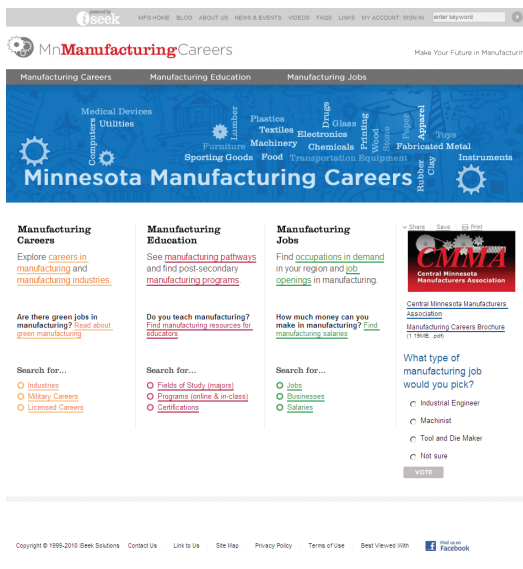 powered by
iseek
MFG HOME BLOG ABOUT US NEWS & EVENTS VIDEOS FAQS LINKS MY ACCOUNT: SIGN IN enter keyword
MnManufacturingCareers
Make Your Future in Manufacturin
Manufacturing Careers Manufacturing Education Manufacturing Jobs
Medical Devices
Computers
Utilities
Lumber
Plastics
Textiles
Drugs
Glass
Electronics
Printing
Wood
Stone
Paper
Apparel
Toys
Furniture
Machinery
Chemicals
Fabricated Metal
Sporting Goods
Food
Transportation Equipment
Rubber
Clay
Instruments
Minnesota Manufacturing Careers
Manufacturing
Careers
Explore careers in
manufacturing and
manufacturing industries.
Are there green jobs in
manufacturing? Read about
green manufacturing
Search for...
Industries
Military Careers
Licensed Careers
Manufacturing
Education
See manufacturing pathways
and find post-secondary
manufacturing programs.
Do you teach manufacturing?
Find manufacturing resources for
educators
Search for...
Fields of Study (majors)
Programs (online & in-class)
Certifications
Manufacturing
Jobs
Find occupations in demand
in your region and job
openings in manufacturing.
How much money can you
make in manufacturing? Find
manufacturing salaries
Search for...
Jobs
Businesses
Salaries
Share Save Print
CMMA
Central Minnesota
Manufacturers Association
Central Minnesota Manufacturers
Association
Manufacturing Careers Brochure
(1.19MB, .pdf)
What type of
manufacturing job
would you pick?
Industrial Engineer
Machinist
Tool and Die Maker
Not sure
VOTE
Copyright © 1999-2010 iSeek Solutions Contact Us Link to Us Site Map Privacy Policy Terms of Use Best Viewed With
Find us on
Facebook